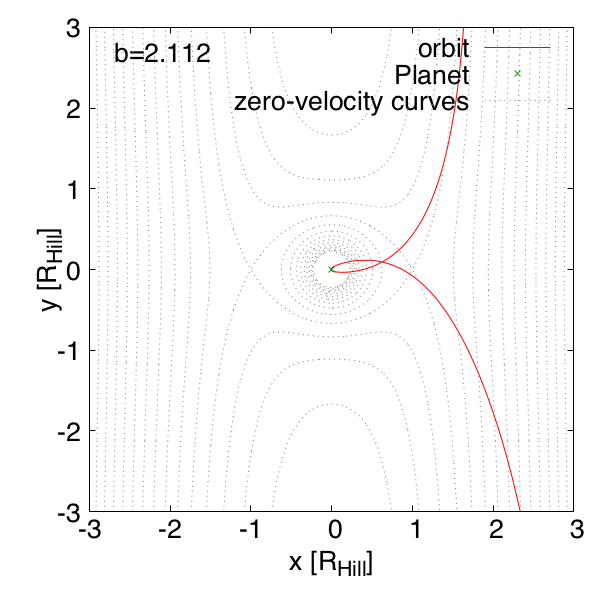 b=2.112
orbit
Planet
zero-velocity curves
3
2
1
0
-1
-2
-3
y [R_Hill]
-3 -2 -1 0 1 2 3
x [R_Hill]